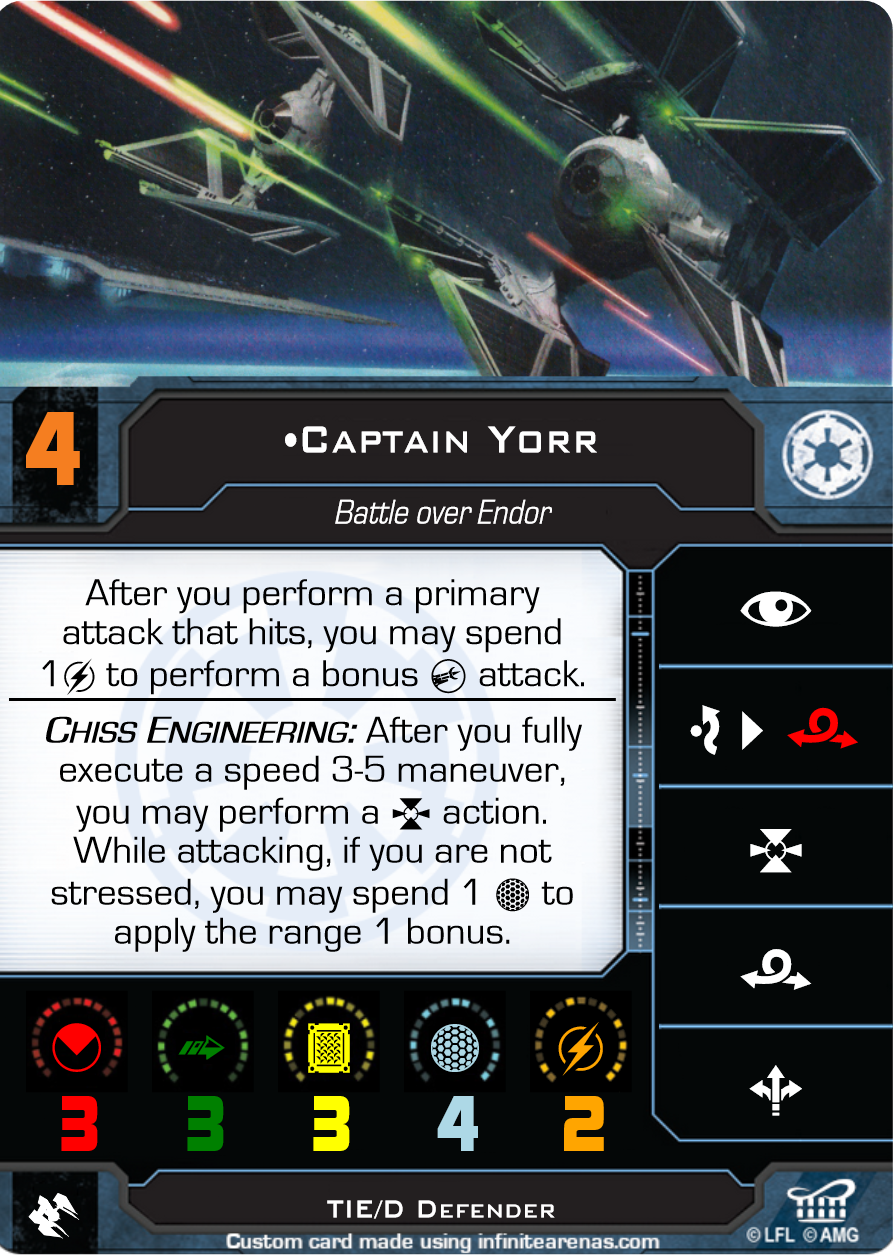 4
•Captain Yorr
Battle over Endor
After you perform a primary
attack that hits, you may spend
1 to perform a bonus attack.
Chiss Engineering: After you fully
execute a speed 3-5 maneuver,
you may perform a action.
While attacking, if you are not
stressed, you may spend 1 to
apply the range 1 bonus.
3 3 3 4 2
TIE/D Defender
© LFL © AMG
Custom card made using infinitearenas.com